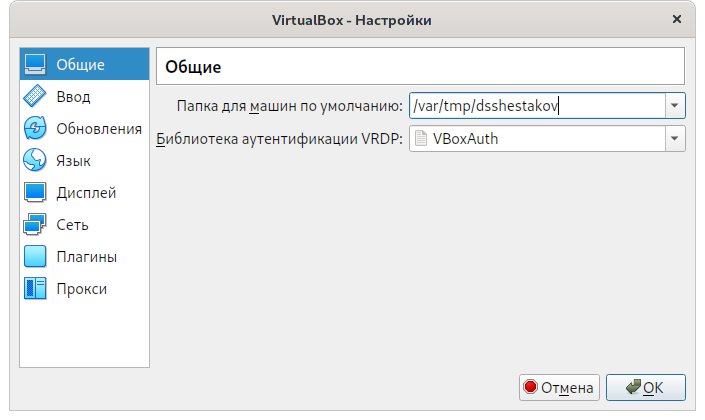 VirtualBox - Настройки
Общие
Ввод
Обновления
Язык
Дисплей
Сеть
Плагины
Прокси
Общие
Папка для машин по умолчанию: /var/tmp/dsshestakov
Библиотека аутентификации VRDP: VBoxAuth
Отмена
OK